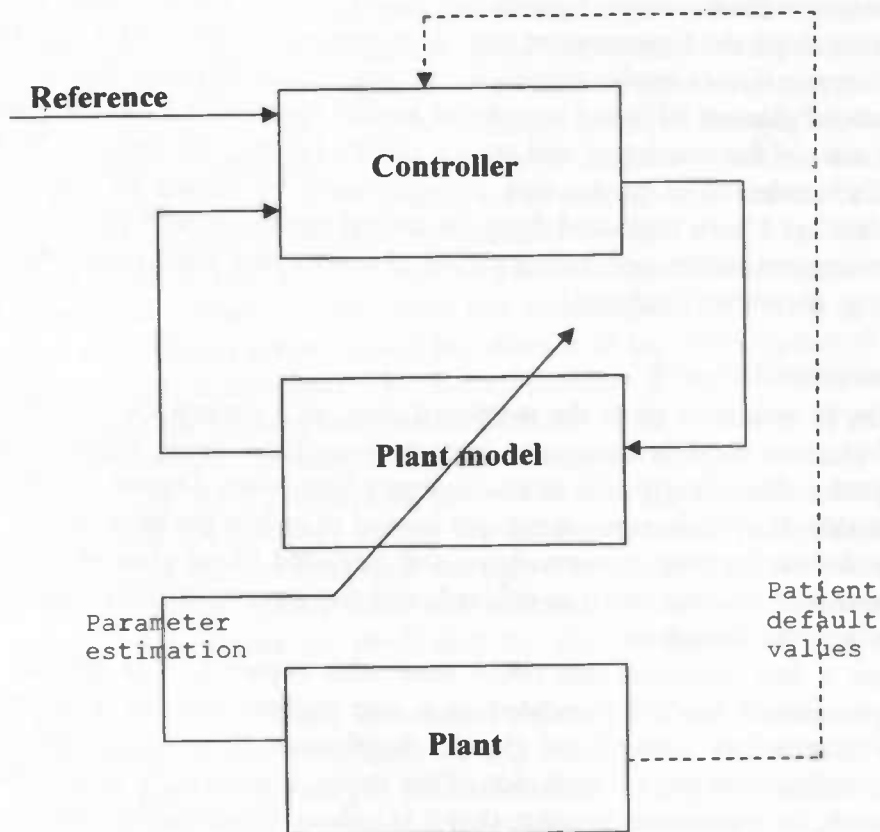 Reference
Controller
Plant model
Parameter
estimation
Patient
default
values
Plant